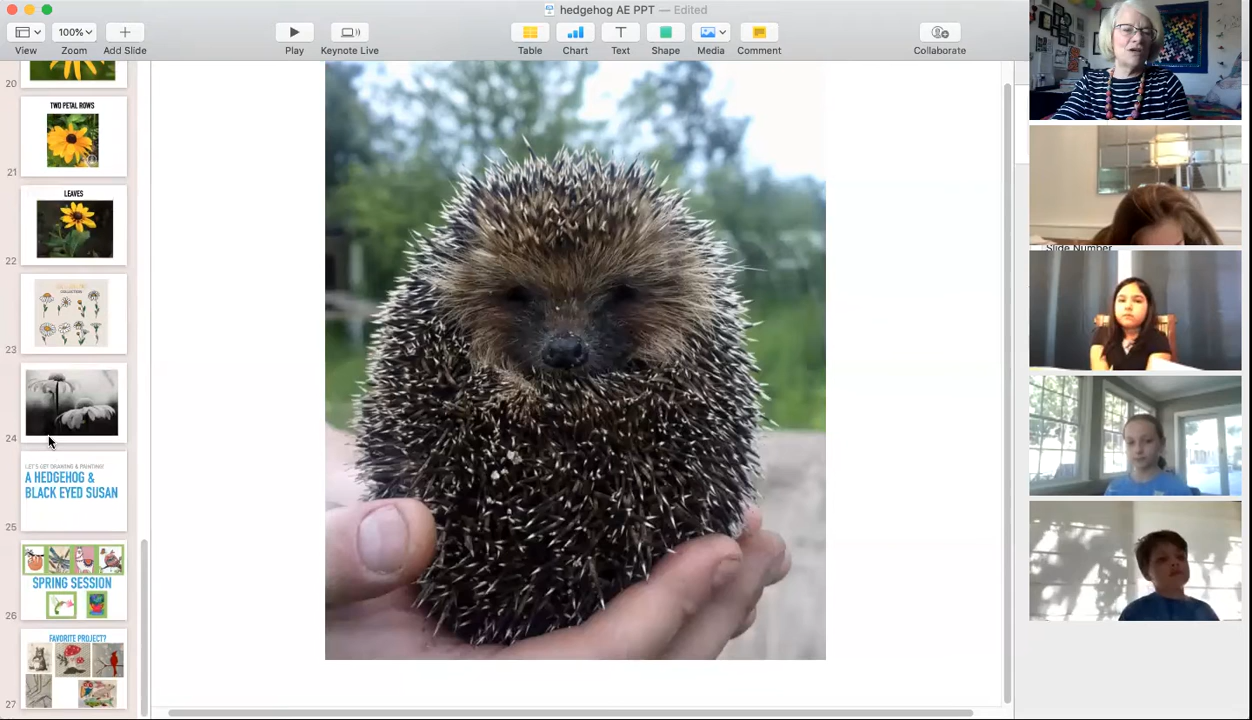 hedgehog AE PPT — Edited
100%
View
Zoom
Add Slide
Play
Keynote Live
Table
Chart
Text
Shape
Media
Comment
Collaborate
20
TWO PETAL ROWS
21
LEAVES
22
COLLECTION
23
24
LET'S GET DRAWING & PAINTING!
A HEDGEHOG &
BLACK EYED SUSAN
25
SPRING SESSION
26
FAVORITE PROJECT?
27
Slide Number